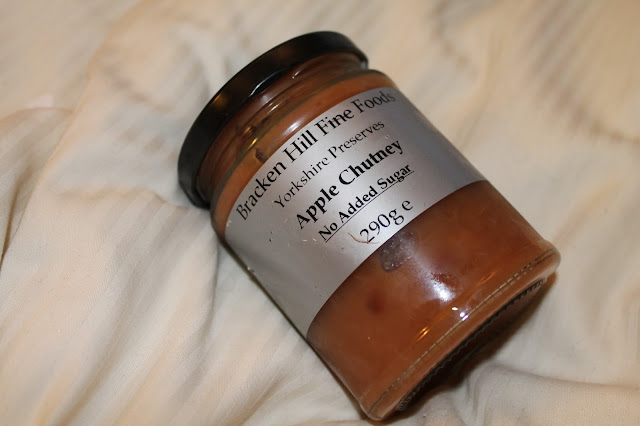 Bracken Hill Fine Foods
Yorkshire Preserves
Apple Chutney
No Added Sugar
290g e